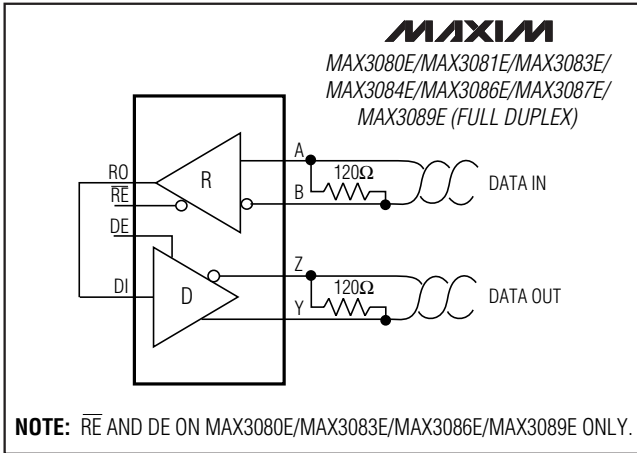 MAXIM
MAX3080E/MAX3081E/MAX3083E/
MAX3084E/MAX3086E/MAX3087E/
MAX3089E (FULL DUPLEX)
RO
RE
DE
DI
R
D
A
120Ω
B
DATA IN
Z
120Ω
Y
DATA OUT
NOTE: RE AND DE ON MAX3080E/MAX3083E/MAX3086E/MAX3089E ONLY.